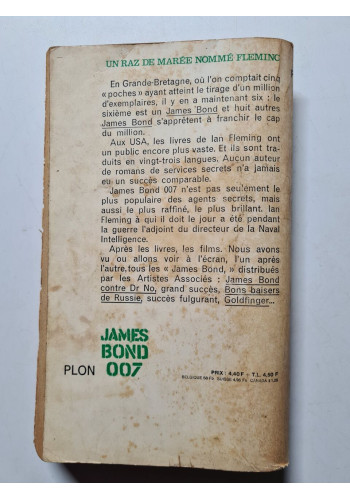 UN RAZ DE MARÉE NOMMÉ FLEMING
En Grande-Bretagne, où l'on comptait cinq
« poches » ayant atteint le tirage d'un million
d'exemplaires, il y en a maintenant six : le
sixième est un James Bond et huit autres
James Bond s'apprêtent à franchir le cap
du million.
Aux USA, les livres de Ian Fleming ont
un public encore plus vaste. Et ils sont
traduits en vingt-trois langues. Aucun auteur
de romans de services secrets n'a jamais
eu un succès comparable.
James Bond 007 n'est pas seulement le
plus populaire des agents secrets, mais
aussi le plus raffiné, le plus brillant. Ian
Fleming à qui il doit le jour a été pendant
la guerre l'adjoint du directeur de la Naval
Intelligence.
Après les livres, les films. Nous avons
vu ou allons voir à l'écran, l'un après
l'autre, tous les « James Bond, » distribués
par les Artistes Associés : James Bond
contre Dr No, grand succès, Bons baisers
de Russie, succès fulgurant, Goldfinger...
JAMES
BOND
PLON 007
PRIX : 4,40 F - T.L. 4,50 F